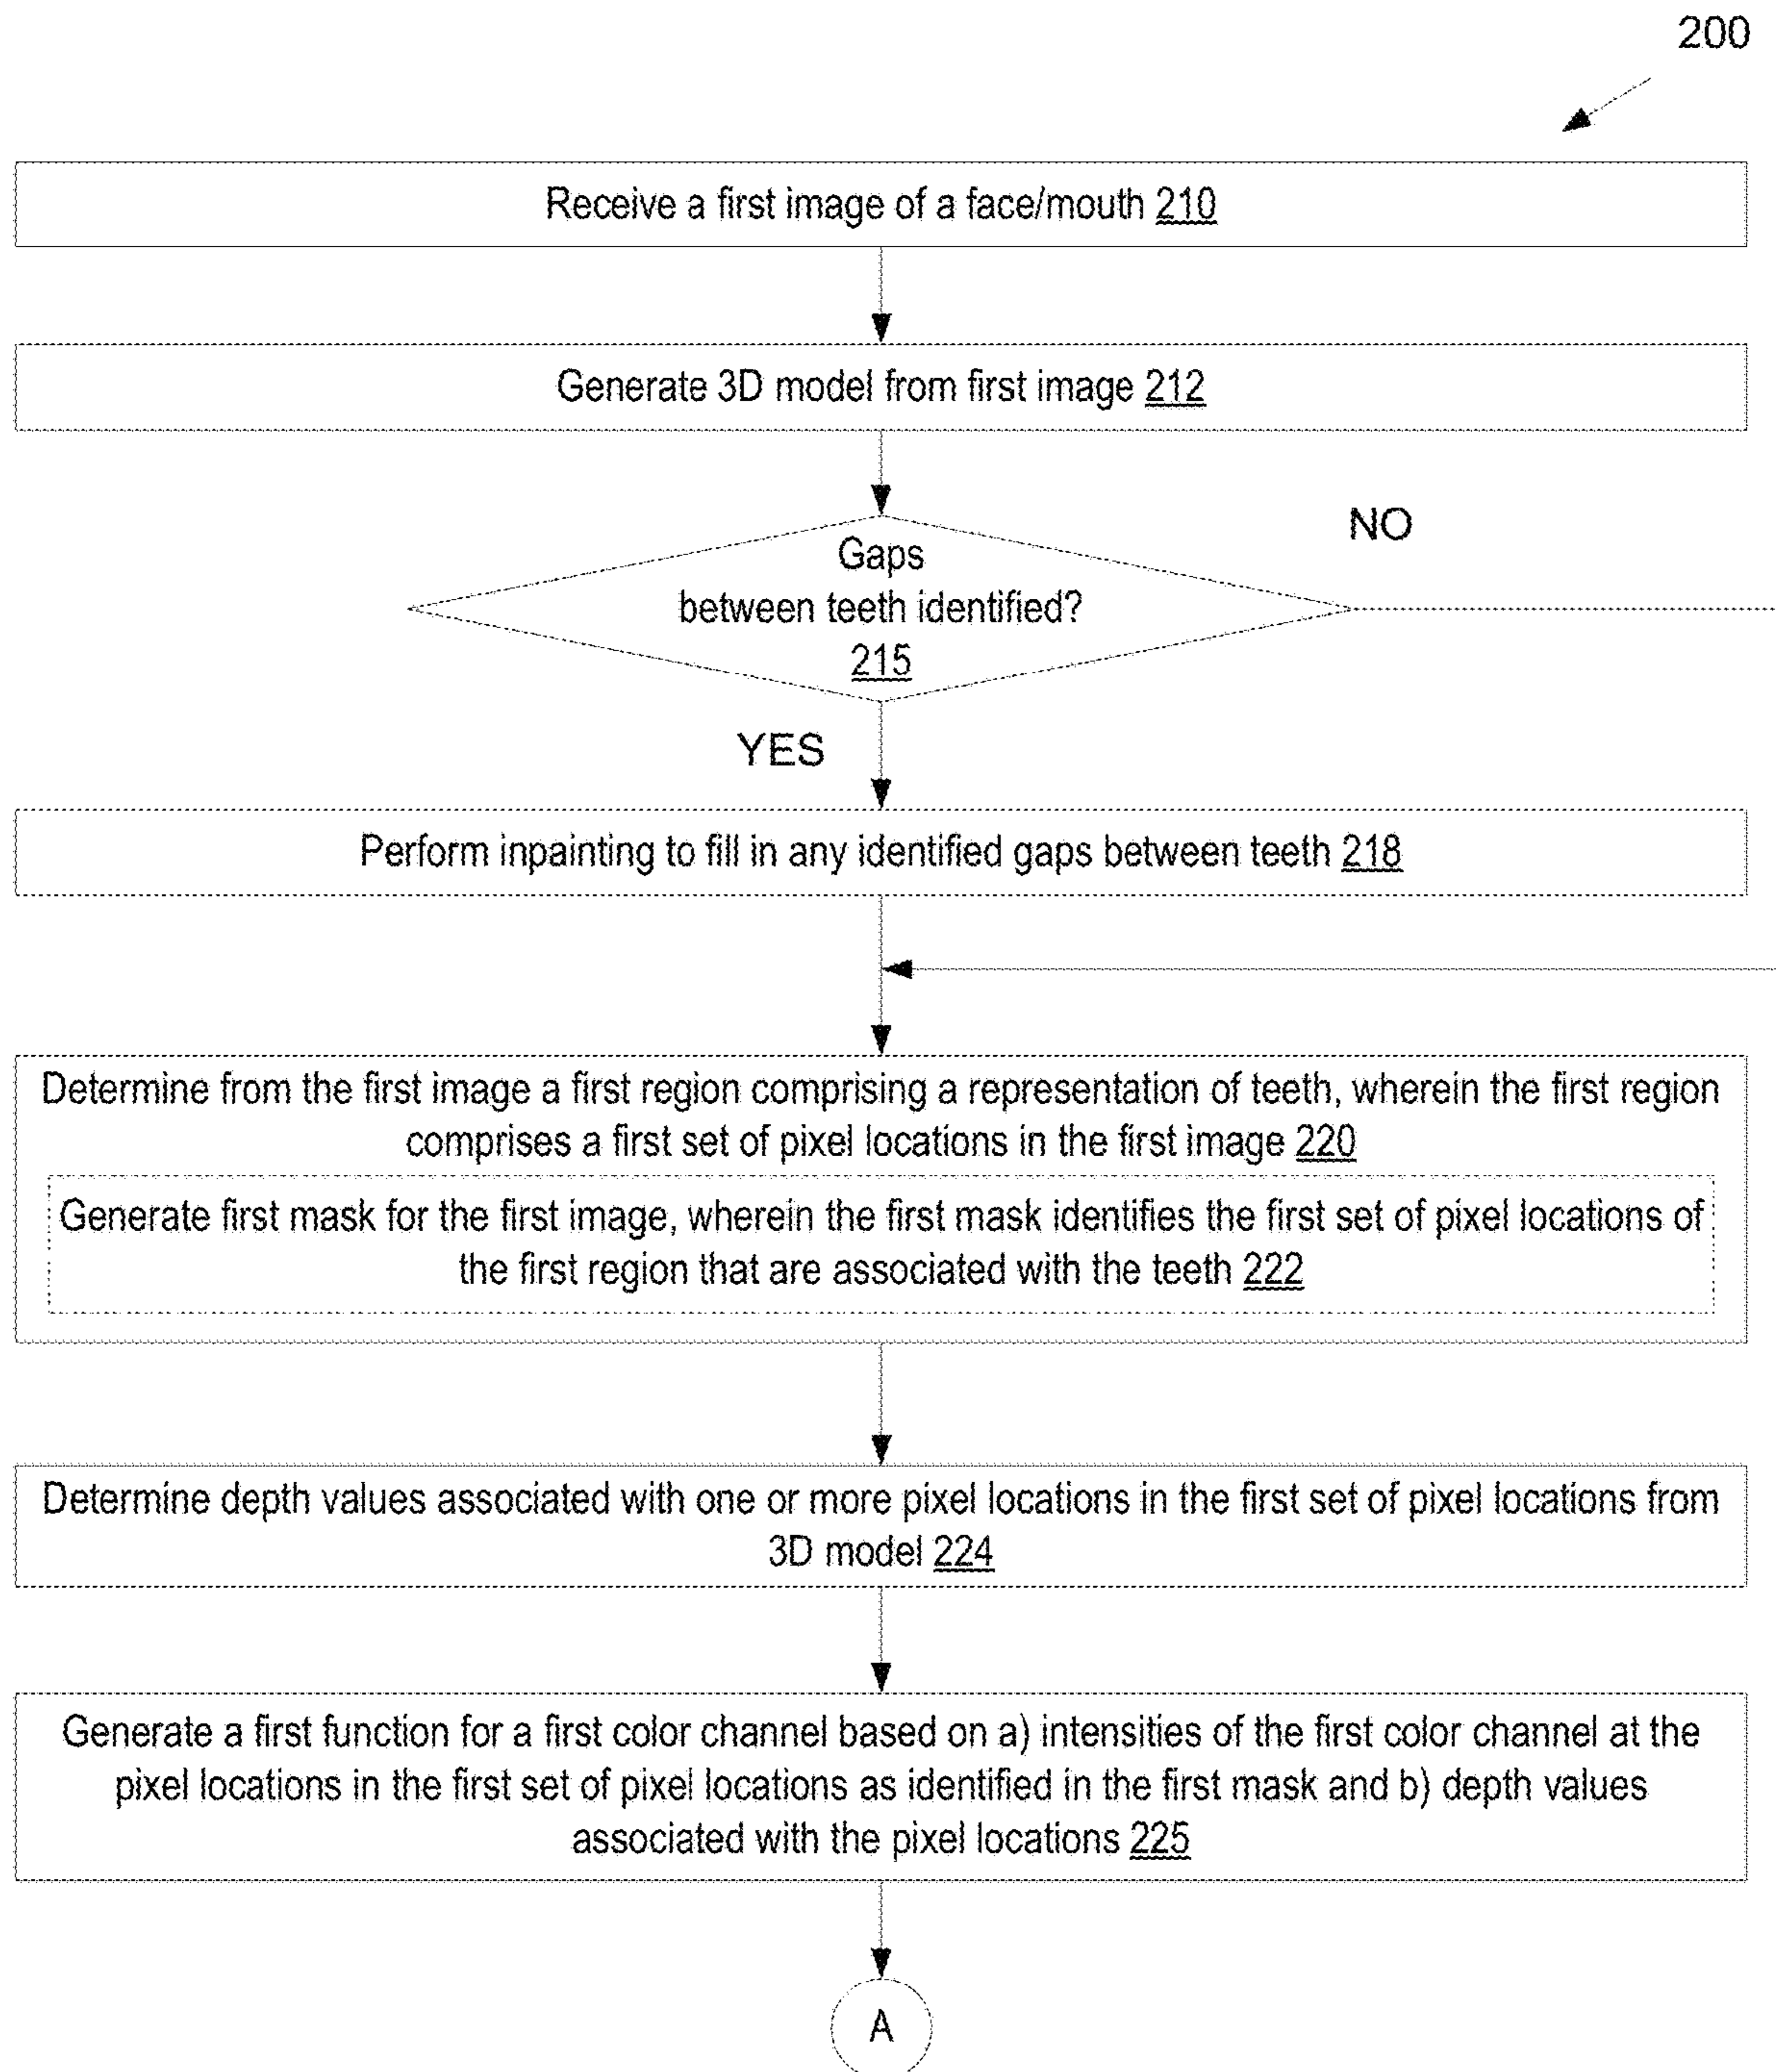 200
Receive a first image of a face/mouth 210
Generate 3D model from first image 212
Gaps
between teeth identified?
215
NO
YES
Perform inpainting to fill in any identified gaps between teeth 218
Determine from the first image a first region comprising a representation of teeth, wherein the first region
comprises a first set of pixel locations in the first image 220
Generate first mask for the first image, wherein the first mask identifies the first set of pixel locations of
the first region that are associated with the teeth 222
Determine depth values associated with one or more pixel locations in the first set of pixel locations from
3D model 224
Generate a first function for a first color channel based on a) intensities of the first color channel at the
pixel locations in the first set of pixel locations as identified in the first mask and b) depth values
associated with the pixel locations 225
A